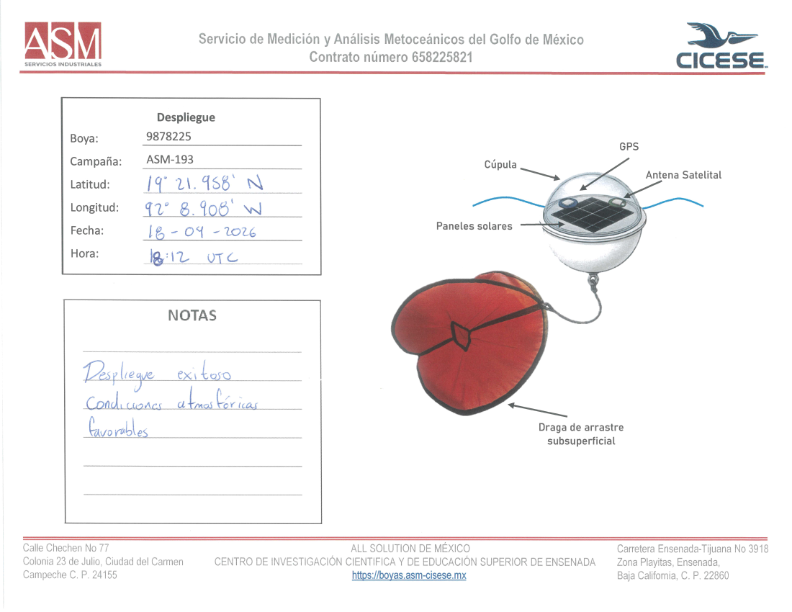 ASM
SERVICIOS INDUSTRIALES
Servicio de Medición y Análisis Metoceánicos del Golfo de México
Contrato número 658225821
CICESE
Despliegue
Boya: 9878225
Campaña: ASM-193
Latitud: 19° 21.958' N
Longitud: 92° 8.908' W
Fecha: 18-04-2026
Hora: 18:12 UTC
NOTAS
Despliegue exitoso
Condiciones atmosféricas
favorables
GPS
Cúpula
Antena Satelital
Paneles solares
Draga de arrastre
subsuperficial
Calle Chechen No 77
Colonia 23 de Julio, Ciudad del Carmen
Campeche C. P. 24155
ALL SOLUTION DE MÉXICO
CENTRO DE INVESTIGACIÓN CIENTIFICA Y DE EDUCACIÓN SUPERIOR DE ENSENADA
https://boyas.asm-cisese.mx
Carretera Ensenada-Tijuana No 3918
Zona Playitas, Ensenada,
Baja California, C. P. 22860